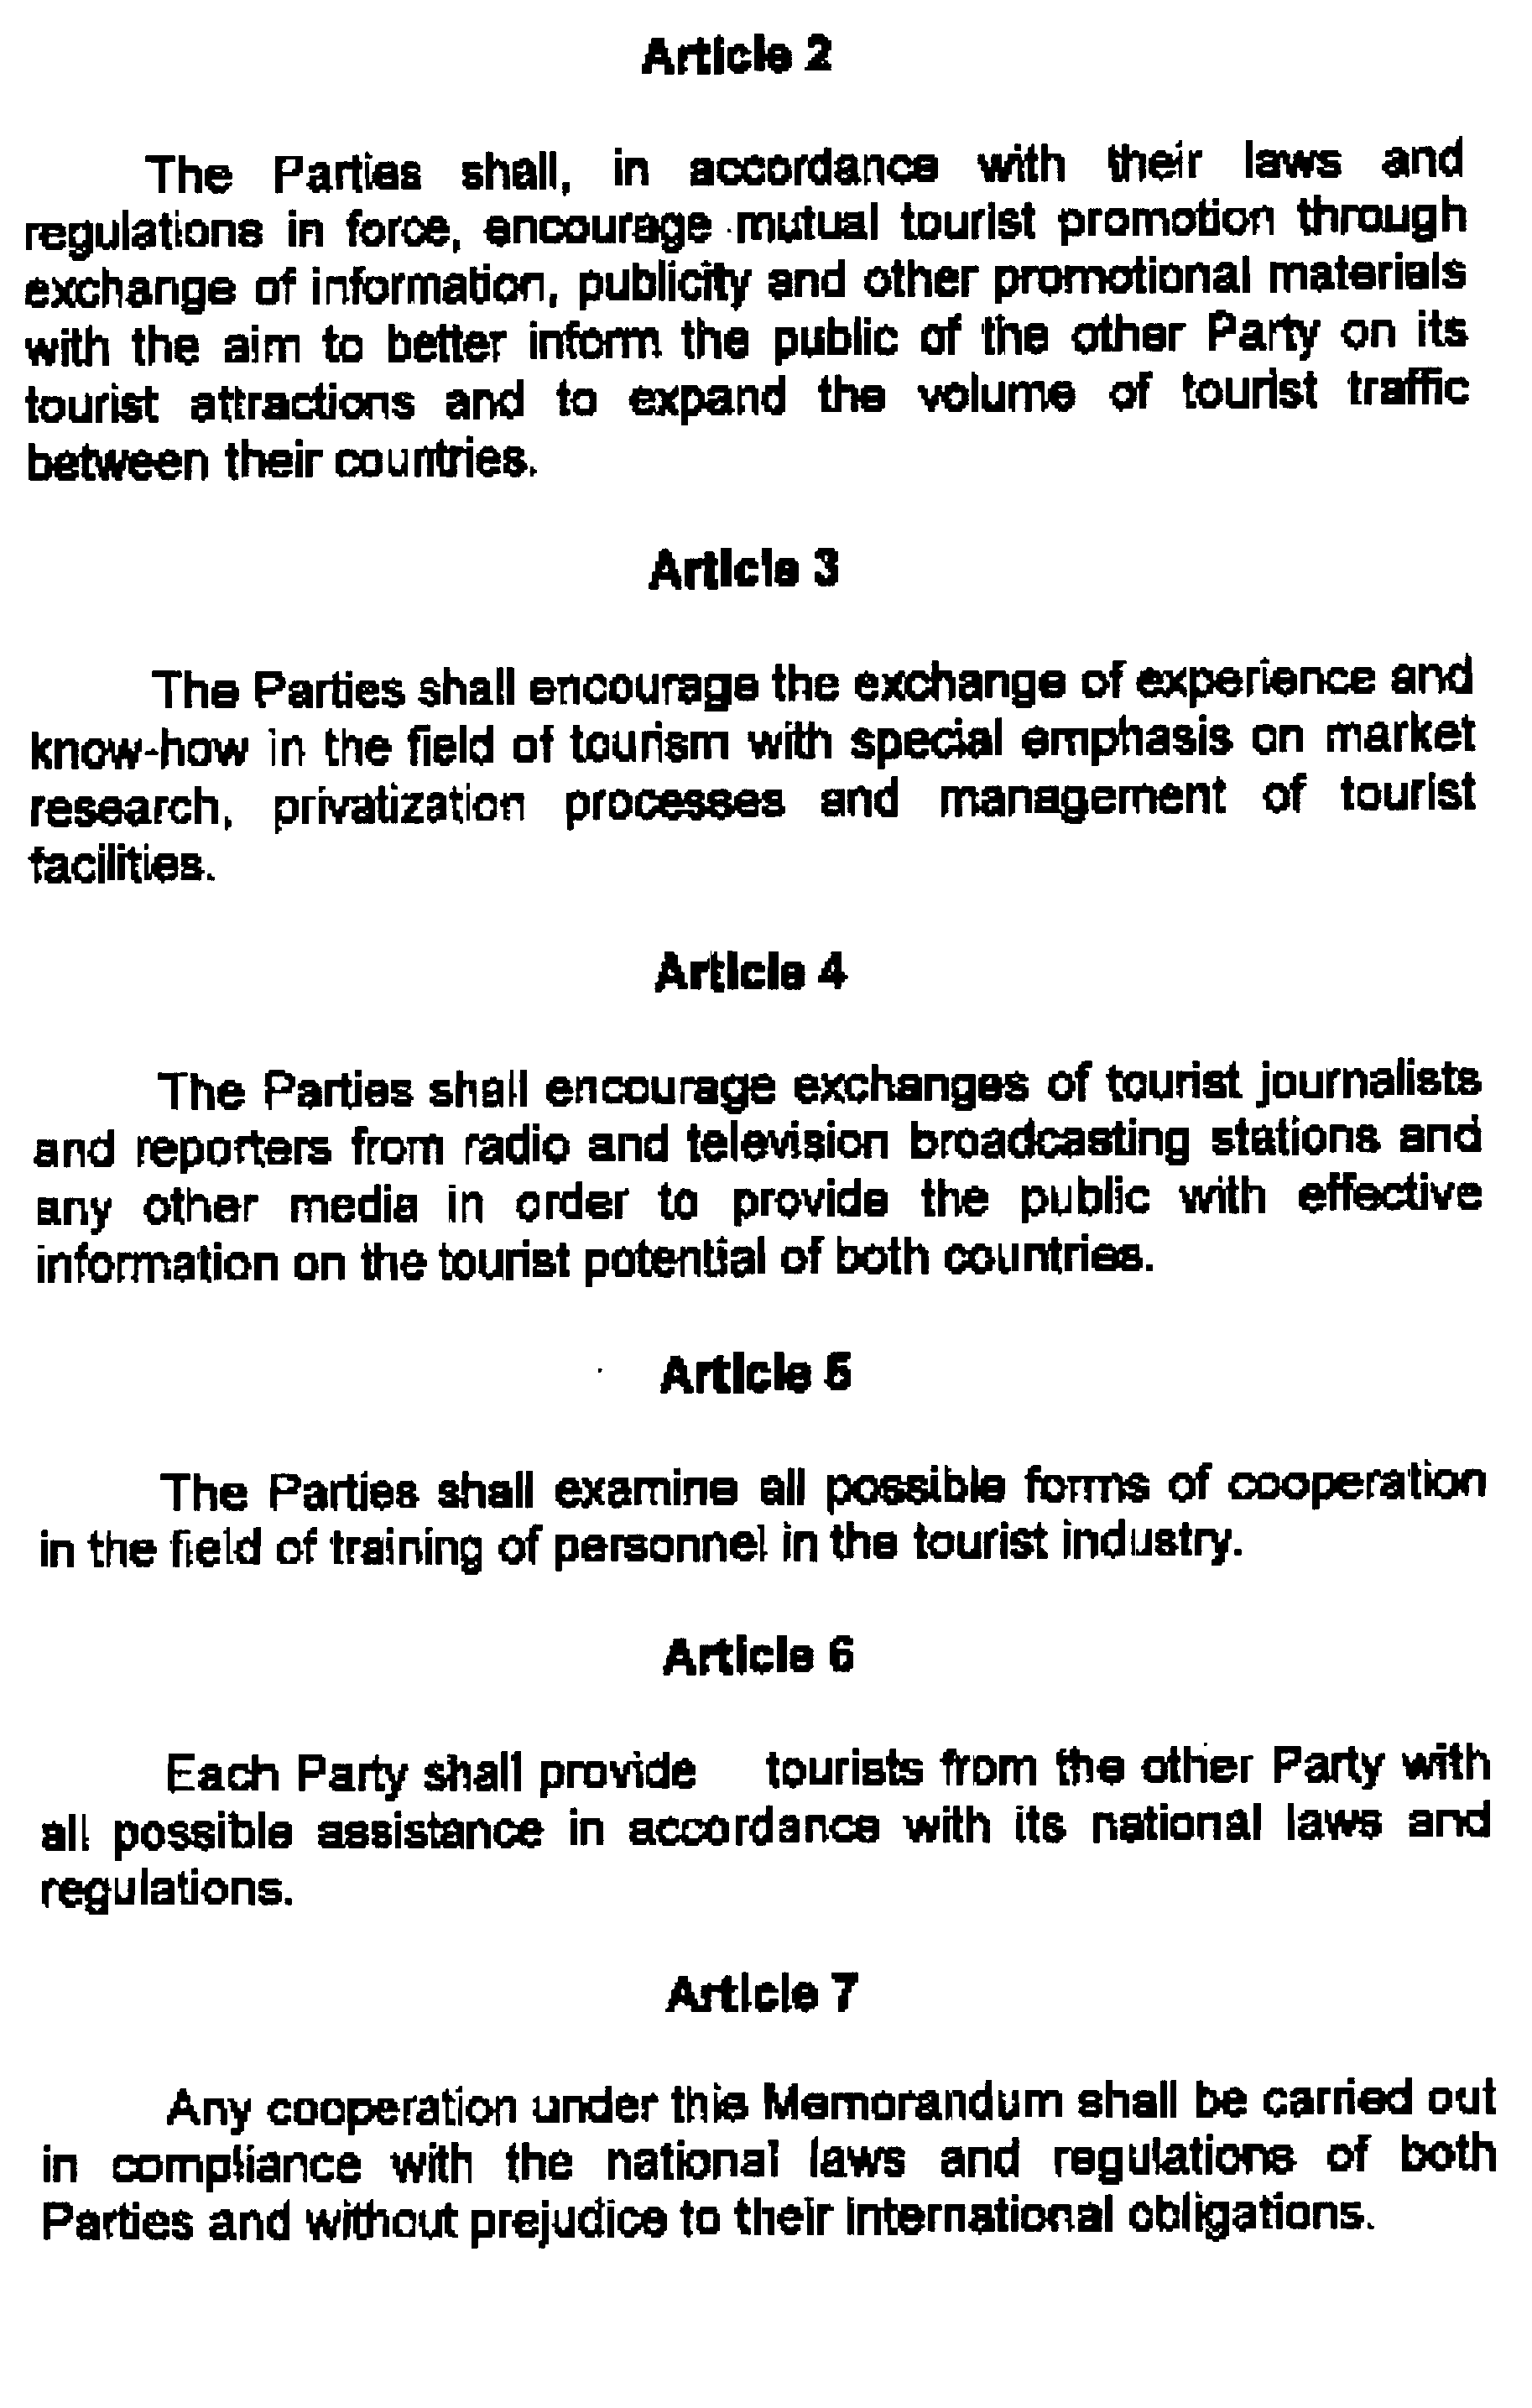 Article 2
The Parties shall, in accordance with their laws and
regulations in force, encourage mutual tourist promotion through
exchange of information, publicity and other promotional materials
with the aim to better inform the public of the other Party on its
tourist attractions and to expand the volume of tourist traffic
between their countries.
Article 3
The Parties shall encourage the exchange of experience and
know-how in the field of tourism with special emphasis on market
research, privatization processes and management of tourist
facilities.
Article 4
The Parties shall encourage exchanges of tourist journalists
and reporters from radio and television broadcasting stations and
any other media in order to provide the public with effective
information on the tourist potential of both countries.
Article 5
The Parties shall examine all possible forms of cooperation
in the field of training of personnel in the tourist industry.
Article 6
Each Party shall provide tourists from the other Party with
all possible assistance in accordance with its national laws and
regulations.
Article 7
Any cooperation under this Memorandum shall be carried out
in compliance with the national laws and regulations of both
Parties and without prejudice to their international obligations.